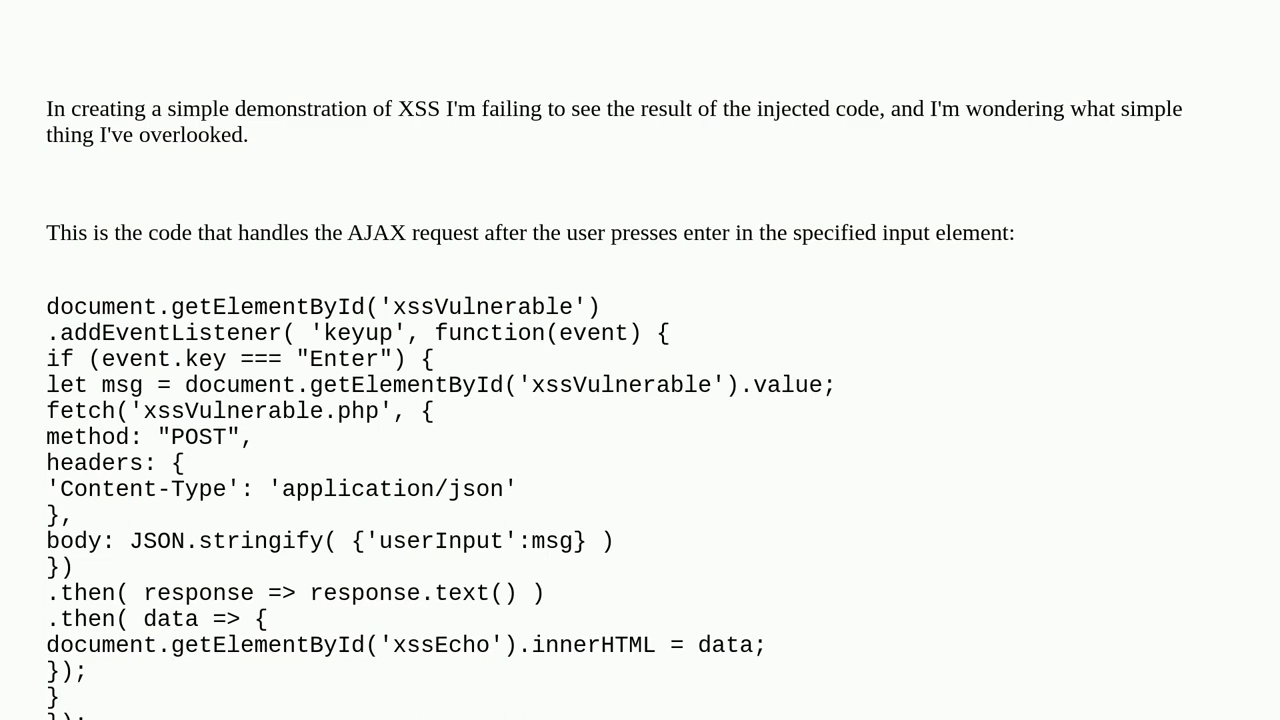 In creating a simple demonstration of XSS I'm failing to see the result of the injected code, and I'm wondering what simple
thing I've overlooked.
This is the code that handles the AJAX request after the user presses enter in the specified input element:
document.getElementById('xssVulnerable')
.addEventListener( 'keyup', function(event) {
if (event.key === "Enter") {
let msg = document.getElementById('xssVulnerable').value;
fetch('xssVulnerable.php', {
method: "POST",
headers: {
'Content-Type': 'application/json'
},
body: JSON.stringify( {'userInput':msg} )
})
.then( response => response.text() )
.then( data => {
document.getElementById('xssEcho').innerHTML = data;
});
}
});